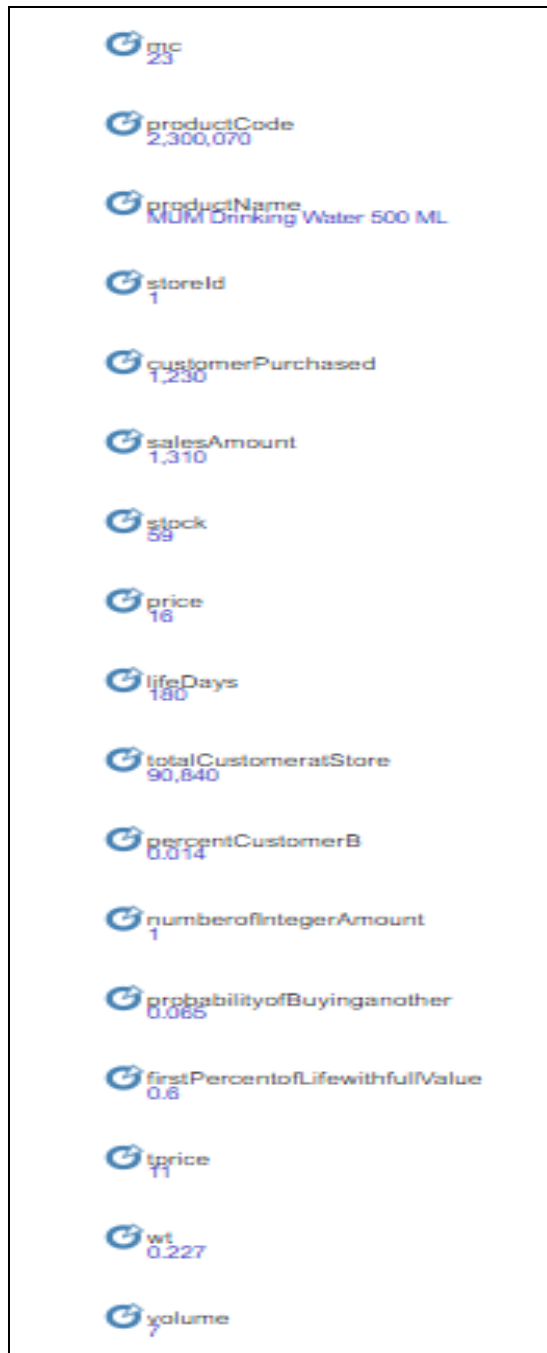 mc
23
productCode
2,300,070
productName
MUM Drinking Water 500 ML
storeId
1
customerPurchased
1,230
salesAmount
1,310
stock
59
price
16
lifeDays
180
totalCustomeratStore
90,840
percentCustomerB
0.014
numberofIntegerAmount
1
probabilityofBuyinganother
0.065
firstPercentofLifewithfullValue
0.6
tprice
11
wt
0.227
volume
7